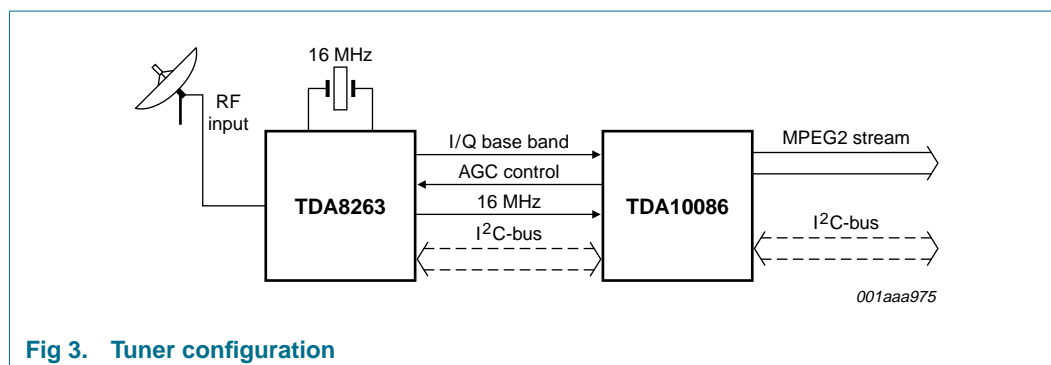 16 MHz
RF
input
I/Q base band
AGC control
16 MHz
I²C-bus
TDA8263
TDA10086
MPEG2 stream
I²C-bus
001aaa975
Fig 3. Tuner configuration